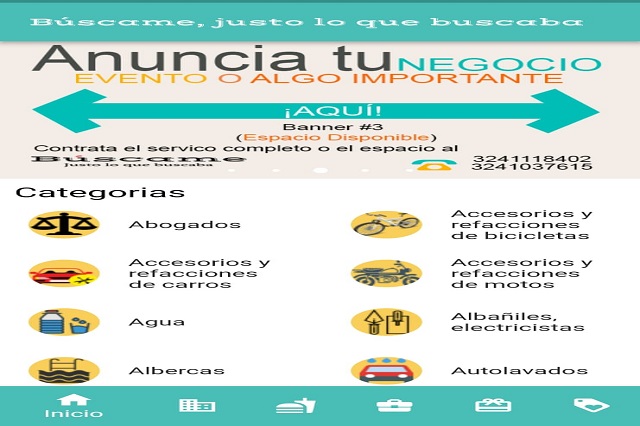 Búscame, justo lo que buscaba
Anuncia tu NEGOCIO
EVENTO O ALGO IMPORTANTE
¡AQUÍ!
Banner #3
(Espacio Disponible)
Contrata el servico completo o el espacio al
Búscame
Justo lo que buscaba
3241118402
3241037615
Categorias
Abogados
Accesorios y
refacciones
de bicicletas
Accesorios y
refacciones
de carros
Accesorios y
refacciones
de motos
Agua
Albañiles,
electricistas
Albercas
Autolavados
Inicio